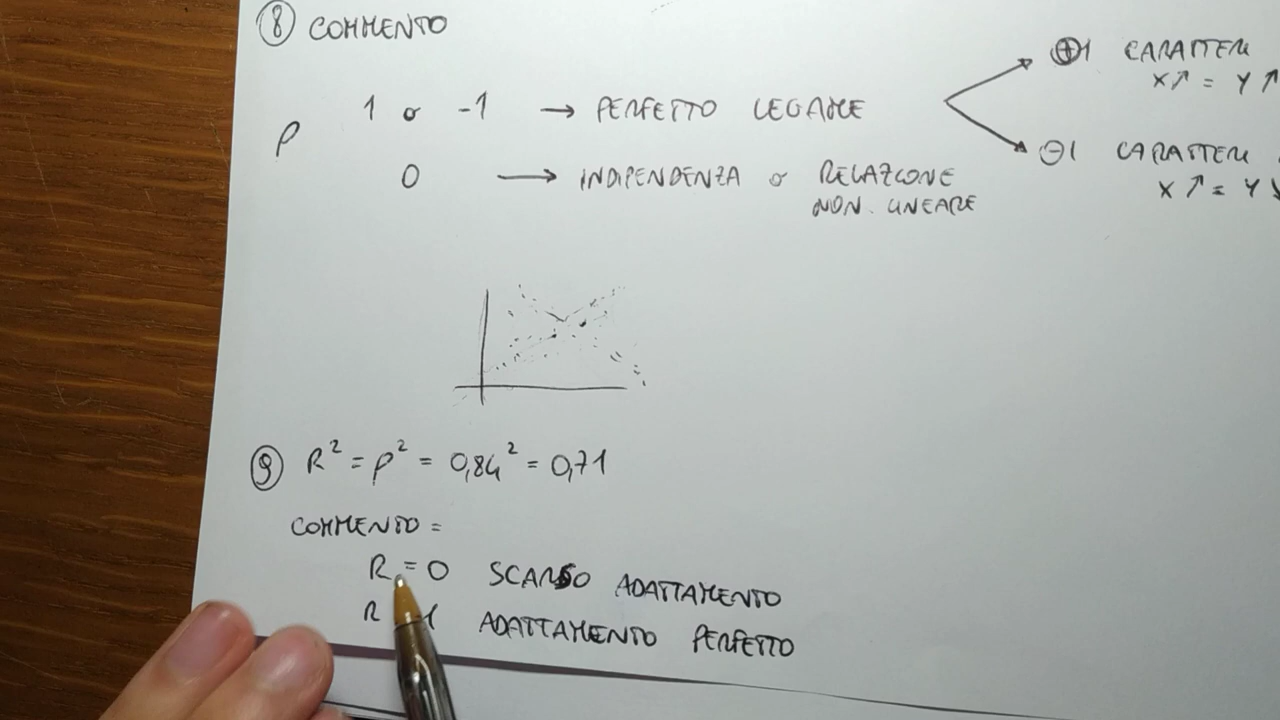 8 COMMENTO
ρ
1 o -1 → PERFETTO LEGAME
⊕1 CARATTERI
X↗ = Y↗
⊖1 CARATTERI
X↗ = Y↘
0 → INDIPENDENZA o RELAZIONE
NON. LINEARE
9 R² = ρ² = 0,84² = 0,71
COMMENTO =
R = 0 SCARSO ADATTAMENTO
R 1 ADATTAMENTO PERFETTO